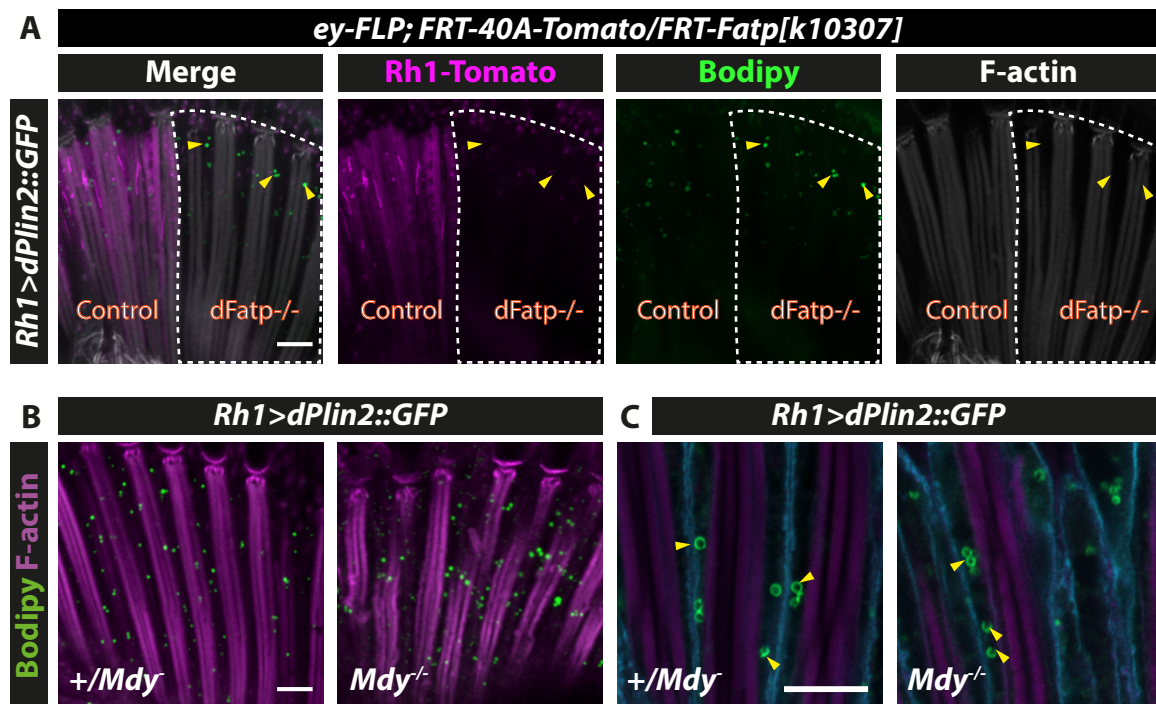 A
ey-FLP; FRT-40A-Tomato/FRT-Fatp[k10307]
Merge
Rh1-Tomato
Bodipy
F-actin
Rh1>dPlin2::GFP
Control dFatp-/-
Control dFatp-/-
Control dFatp-/-
Control dFatp-/-
B
Rh1>dPlin2::GFP
C
Rh1>dPlin2::GFP
Bodipy F-actin
+/Mdy-
Mdy-/-
+/Mdy-
Mdy-/-